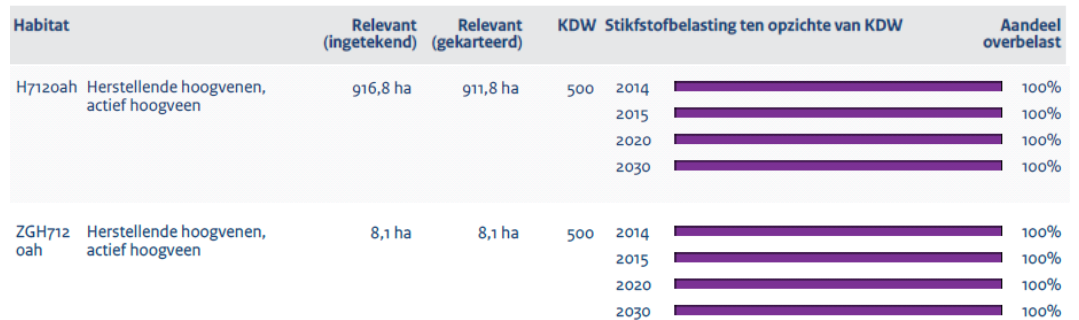 Habitat Relevant Relevant KDW Stikfstofbelasting ten opzichte van KDW Aandeel
(ingetekend) (gekarteerd) overbelast
H7120ah Herstellende hoogvenen, 916,8 ha 911,8 ha 500 2014 100%
actief hoogveen
2015 100%
2020 100%
2030 100%
ZGH712 Herstellende hoogvenen, 8,1 ha 8,1 ha 500 2014 100%
0ah actief hoogveen
2015 100%
2020 100%
2030 100%